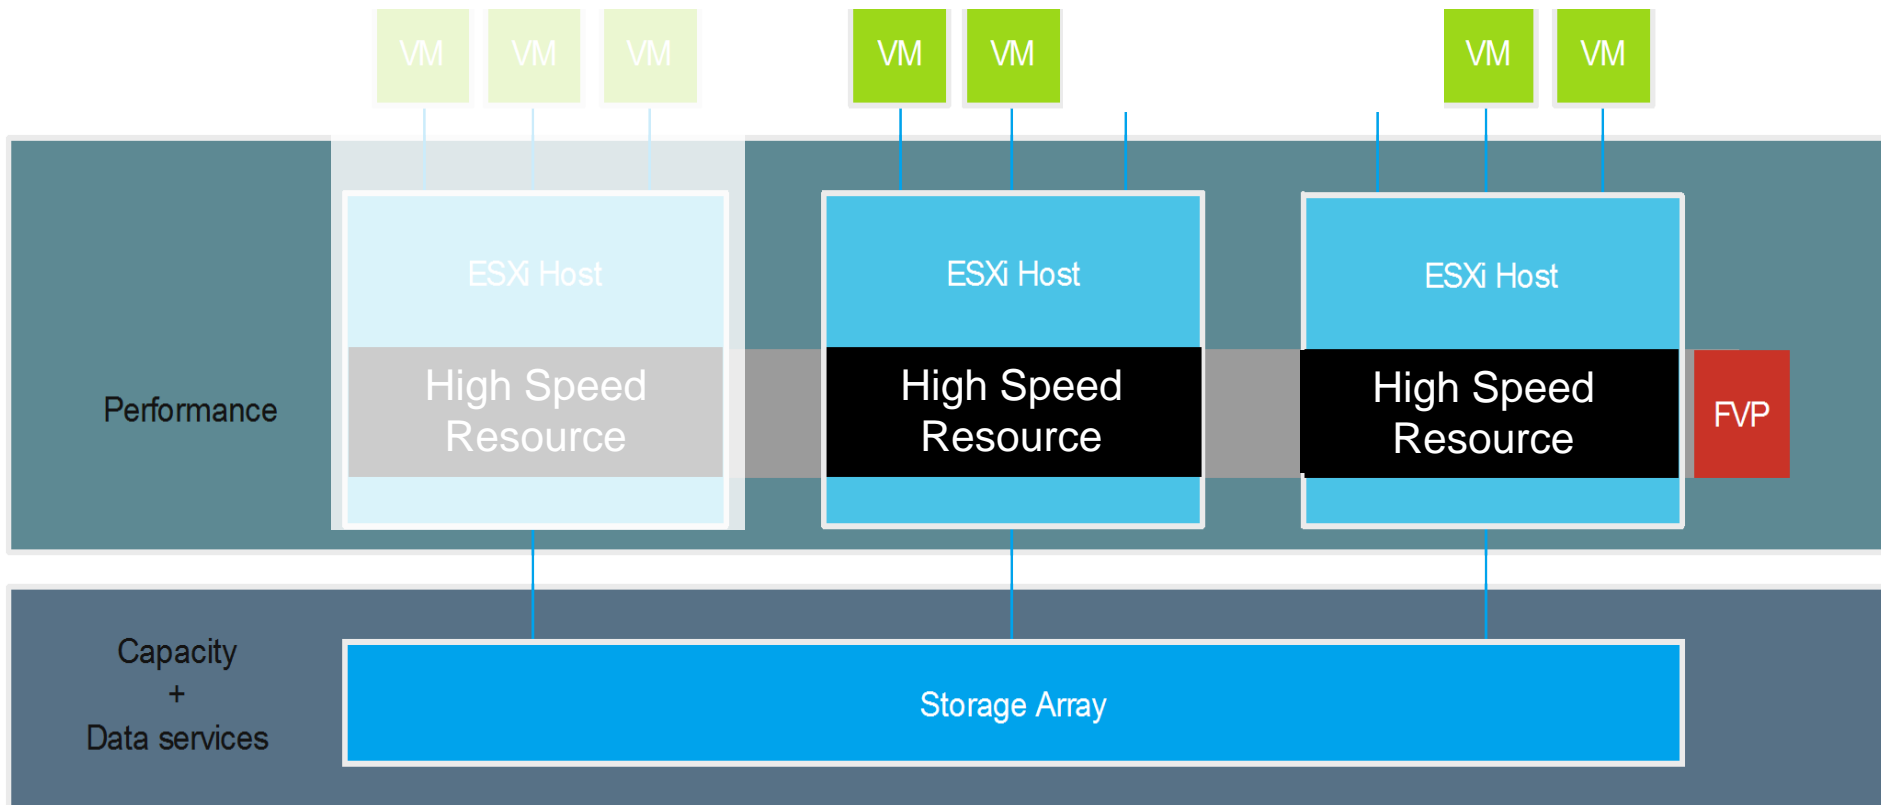 VM
VM
VM
VM
VM
VM
VM
ESXi Host
ESXi Host
ESXi Host
Performance
High Speed
Resource
High Speed
Resource
High Speed
Resource
FVP
Capacity
+
Data services
Storage Array